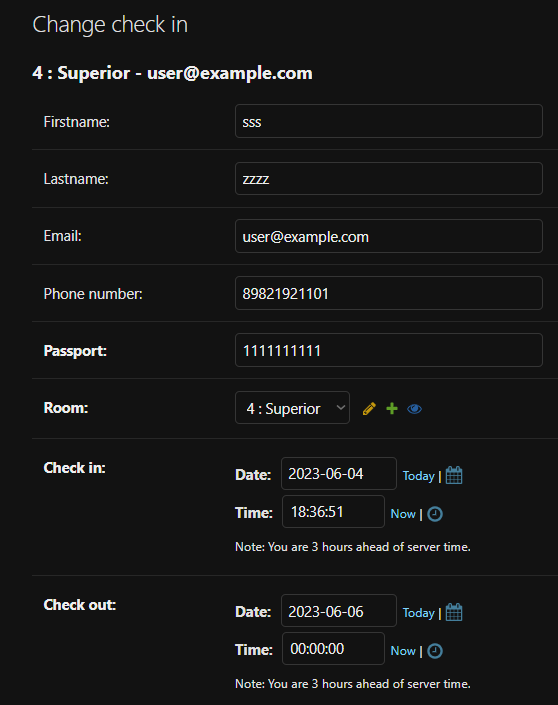 Change check in
4 : Superior - user@example.com
Firstname: sss
Lastname: zzzz
Email: user@example.com
Phone number: 89821921101
Passport: 1111111111
Room: 4 : Superior
Check in: Date: 2023-06-04 Today |
Time: 18:36:51 Now |
Note: You are 3 hours ahead of server time.
Check out: Date: 2023-06-06 Today |
Time: 00:00:00 Now |
Note: You are 3 hours ahead of server time.